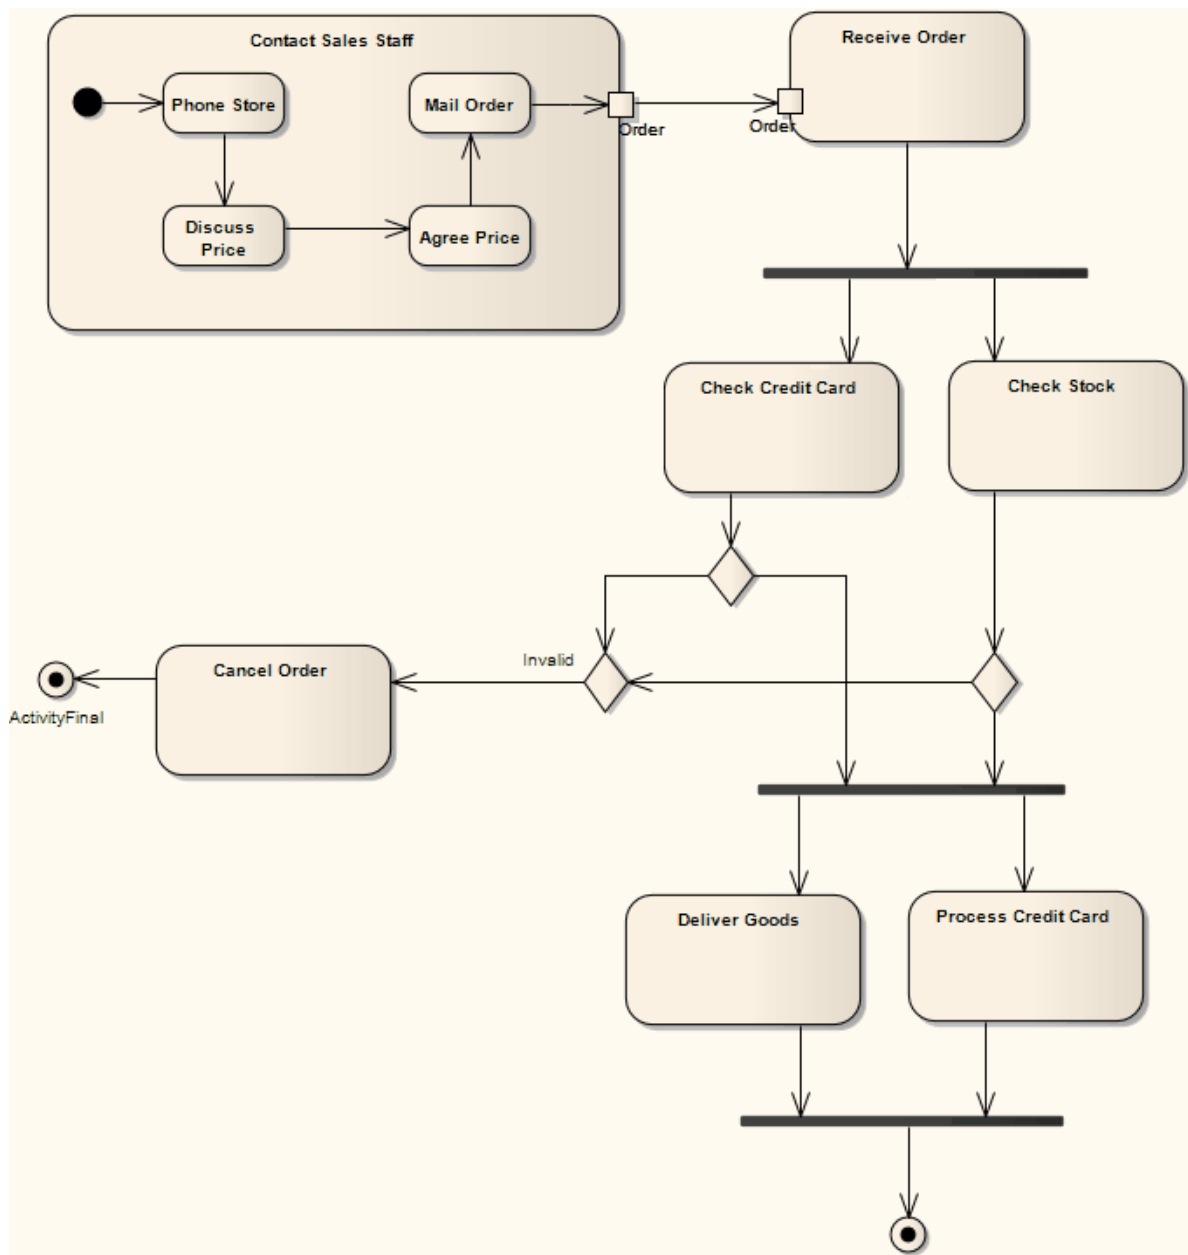 Contact Sales Staff
Receive Order
Phone Store
Mail Order
Order
Order
Discuss
Price
Agree Price
Check Credit Card
Check Stock
Invalid
Cancel Order
ActivityFinal
Deliver Goods
Process Credit Card